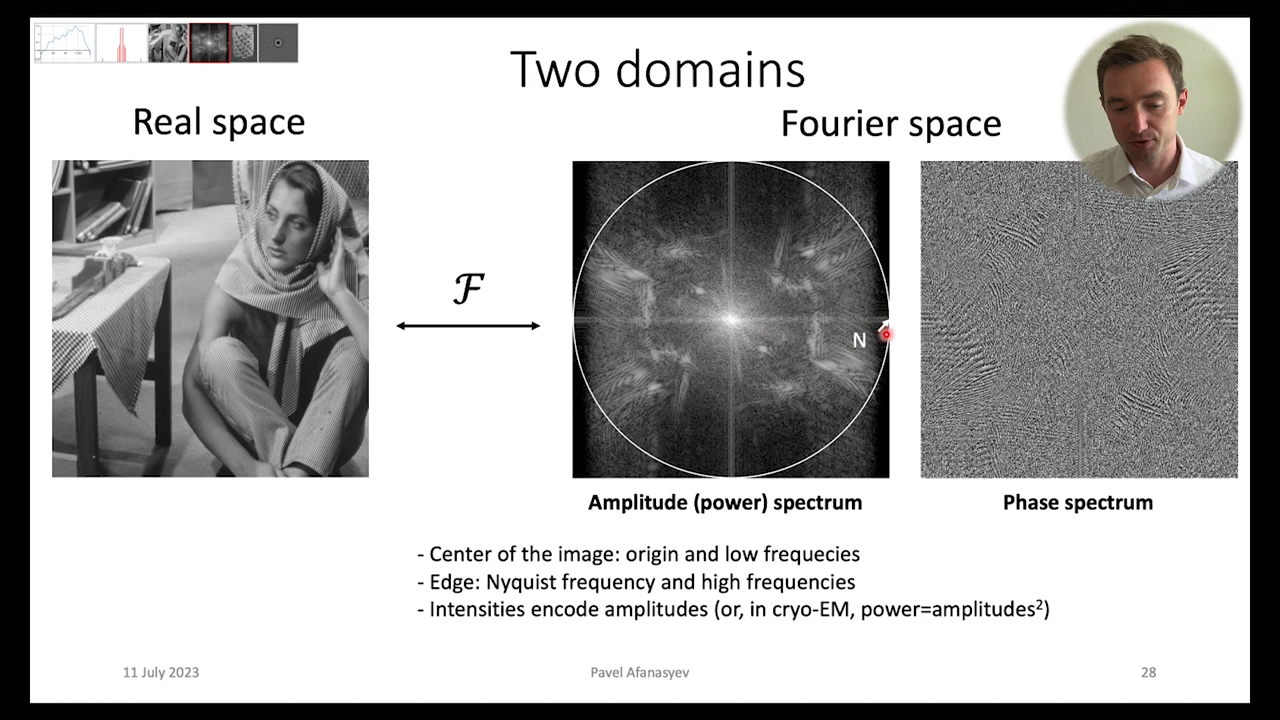 Two domains
Real space
Fourier space
ℱ
N
Amplitude (power) spectrum
Phase spectrum
- Center of the image: origin and low frequecies
- Edge: Nyquist frequency and high frequencies
- Intensities encode amplitudes (or, in cryo-EM, power=amplitudes²)
11 July 2023
Pavel Afanasyev
28